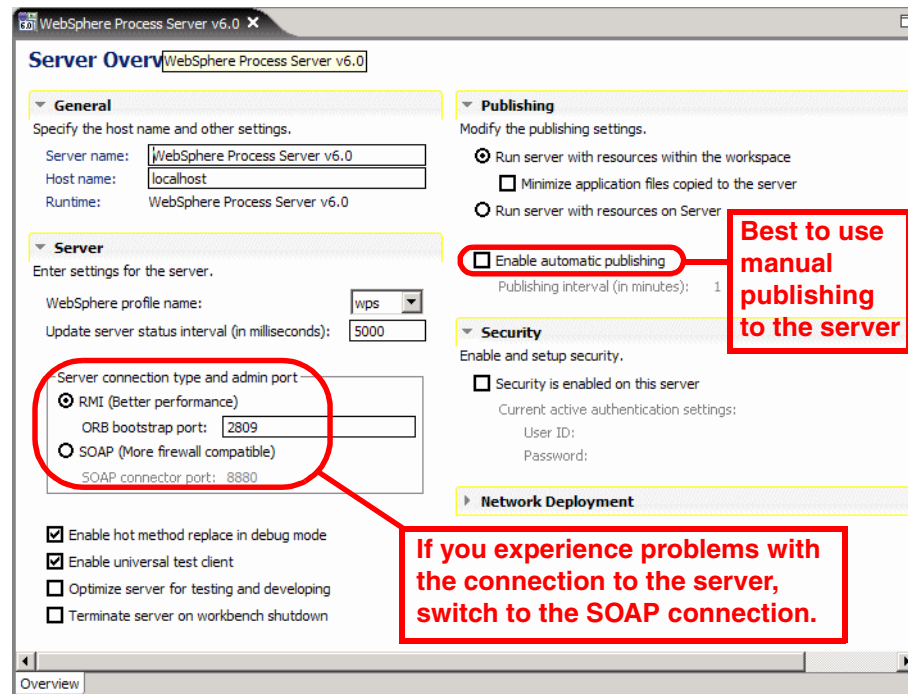 WebSphere Process Server v6.0
Server Overv
WebSphere Process Server v6.0
General
Specify the host name and other settings.
Server name: WebSphere Process Server v6.0
Host name: localhost
Runtime: WebSphere Process Server v6.0
Server
Enter settings for the server.
WebSphere profile name: wps
Update server status interval (in milliseconds): 5000
Server connection type and admin port
RMI (Better performance)
ORB bootstrap port: 2809
SOAP (More firewall compatible)
SOAP connector port: 8880
Enable hot method replace in debug mode
Enable universal test client
Optimize server for testing and developing
Terminate server on workbench shutdown
Publishing
Modify the publishing settings.
Run server with resources within the workspace
Minimize application files copied to the server
Run server with resources on Server
Enable automatic publishing
Publishing interval (in minutes): 1
Best to use
manual
publishing
to the server
Security
Enable and setup security.
Security is enabled on this server
Current active authentication settings:
User ID:
Password:
Network Deployment
If you experience problems with
the connection to the server,
switch to the SOAP connection.
Overview